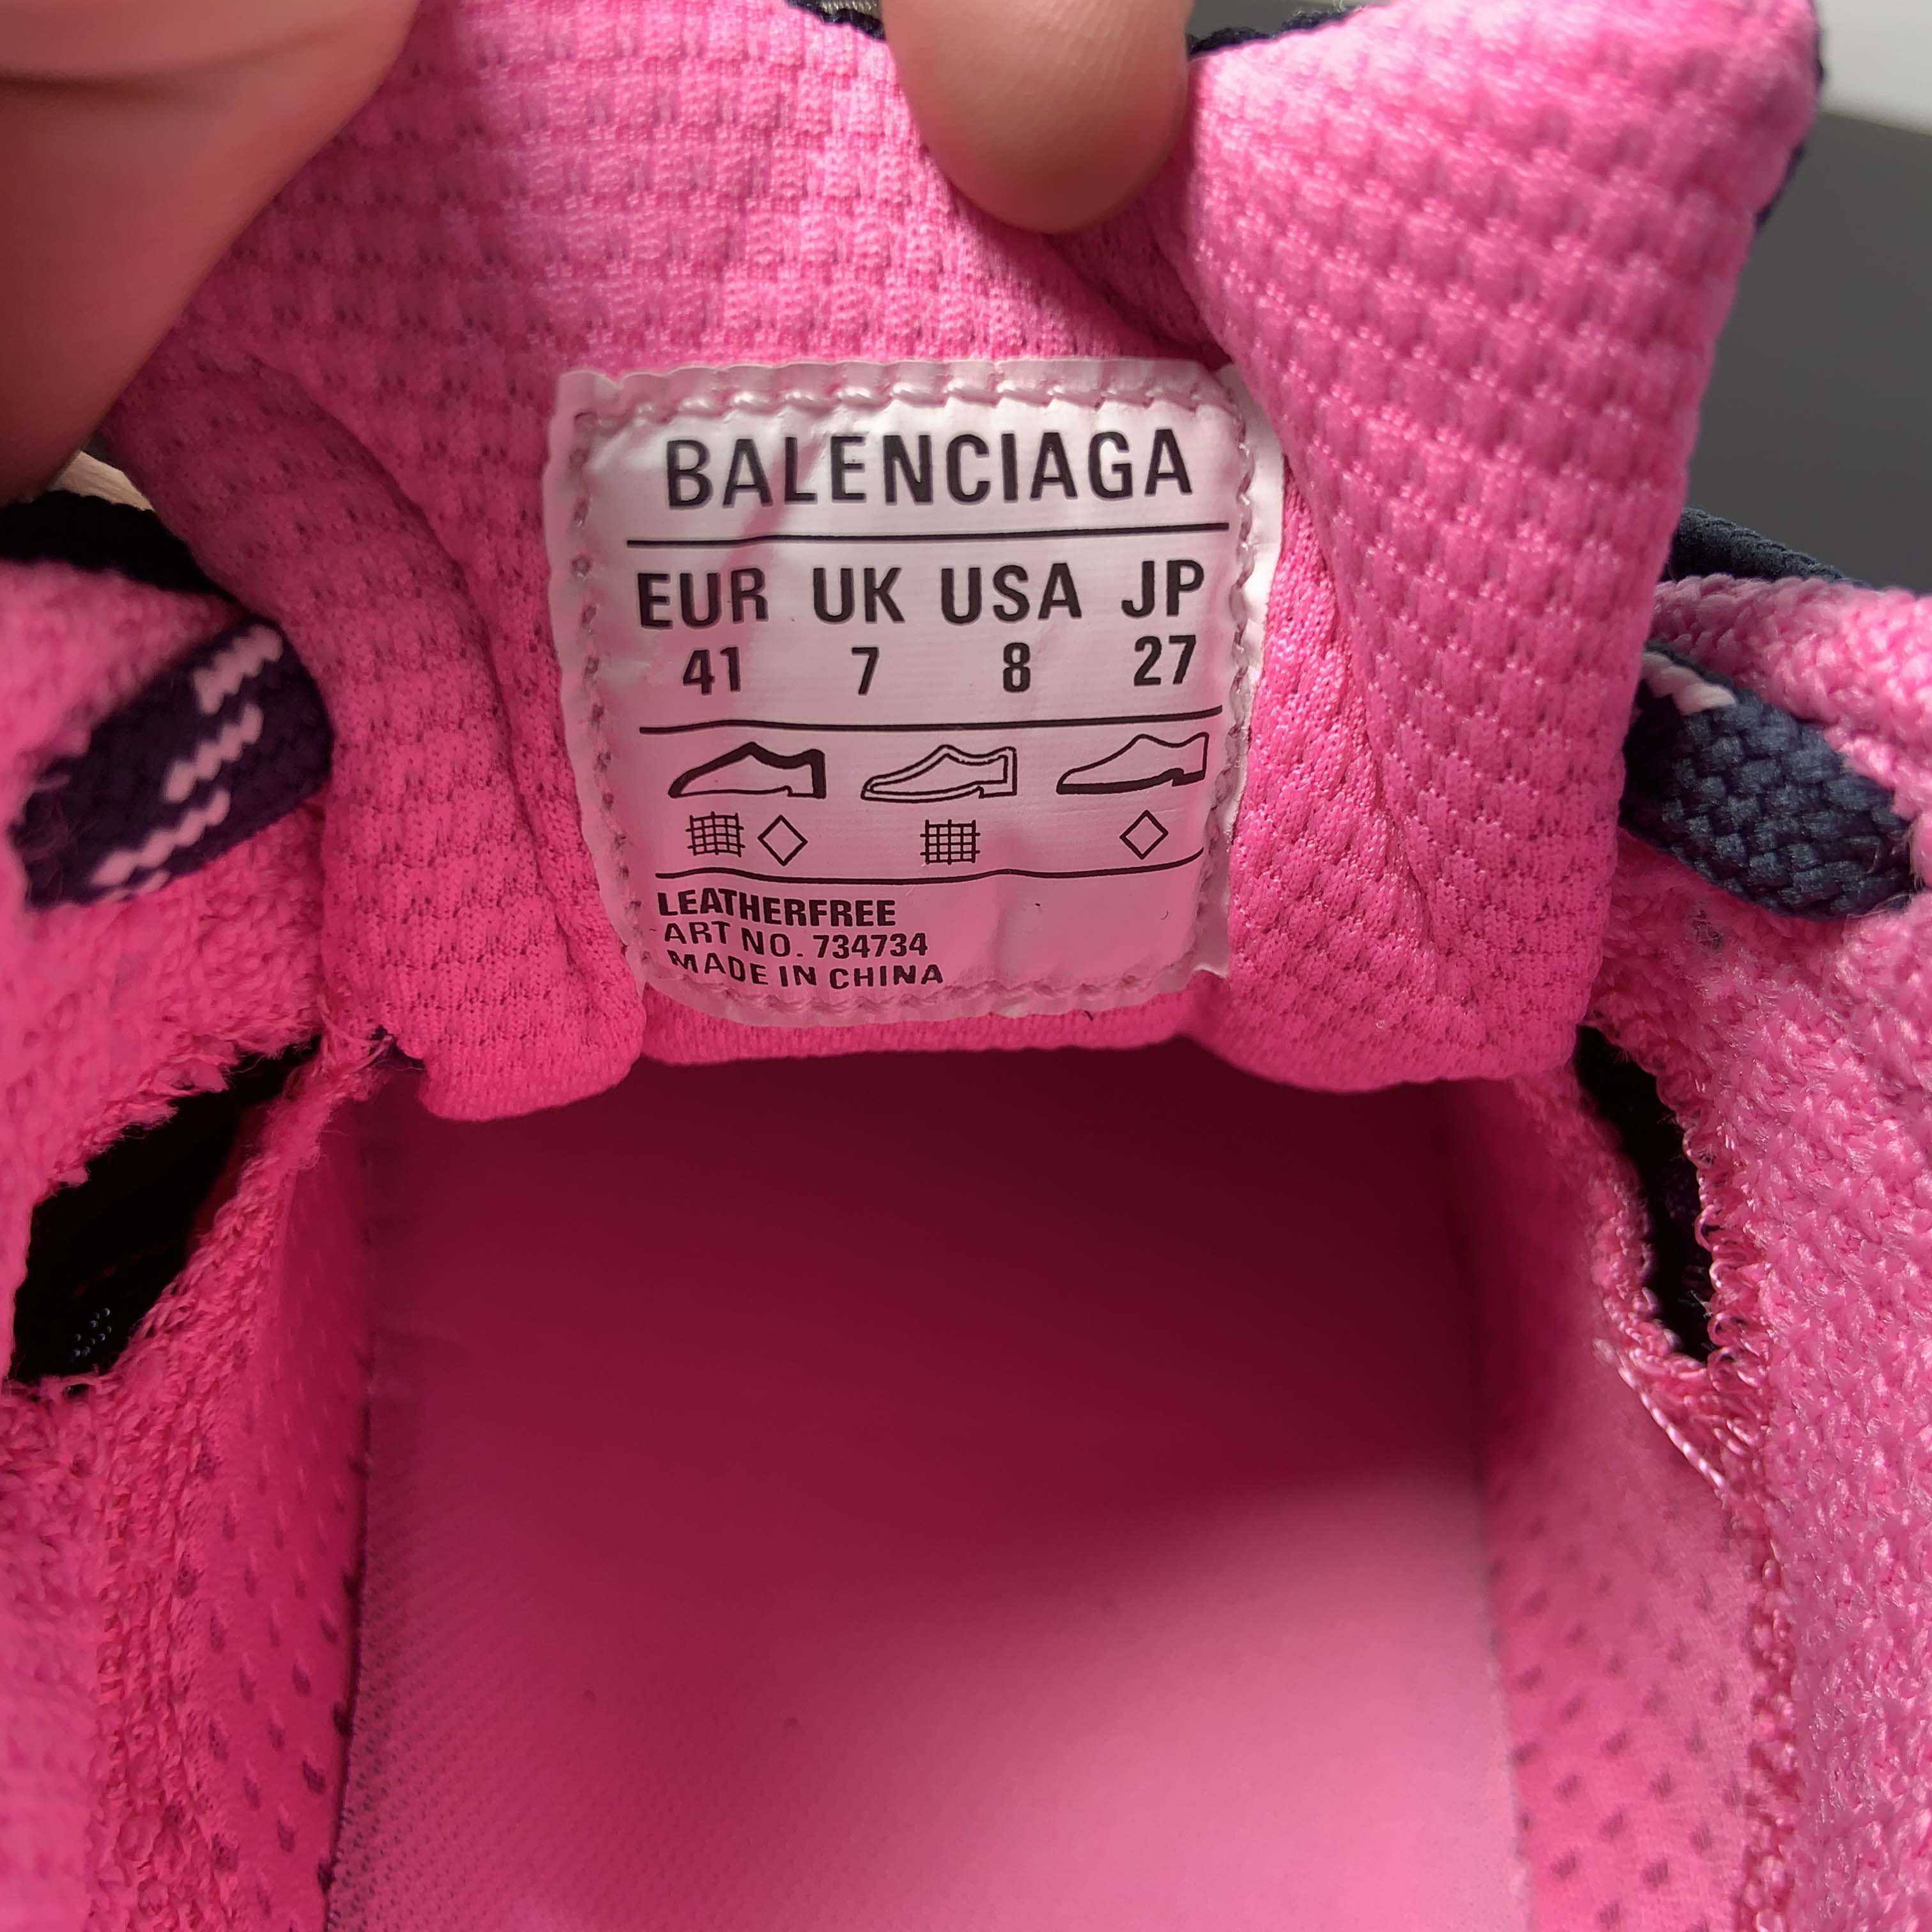 BALENCIAGA
EUR UK USA JP
41 7 8 27
LEATHERFREE
ART NO. 734734
MADE IN CHINA